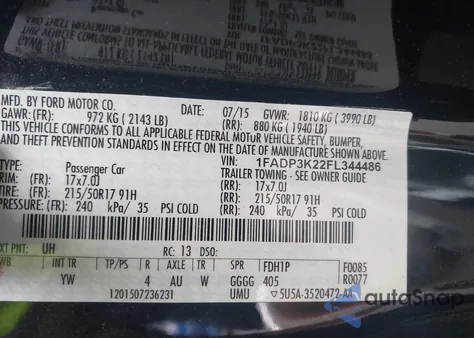 MFD. BY FORD MOTOR CO.
07/15 GVWR: 1810 KG ( 3990 LB)
GAWR: (FR): 972 KG ( 2143 LB) (RR): 880 KG ( 1940 LB)
THIS VEHICLE CONFORMS TO ALL APPLICABLE FEDERAL MOTOR VEHICLE SAFETY, BUMPER,
AND THEFT PREVENTION STANDARDS IN EFFECT ON THE DATE OF MANUFACTURE SHOWN ABOVE.
VIN: 1FADP3K22FL344486
TYPE: Passenger Car TRAILER TOWING - SEE OWNER GUIDE
RIM: (FR): 17x7.0J (RR): 17x7.0J
TIRE: (FR): 215/50R17 91H (RR): 215/50R17 91H
PRESSURE: (FR): 240 kPa/ 35 PSI COLD (RR): 240 kPa/ 35 PSI COLD
EXT PNT: UH RC: 13 DSO:
WB R AXLE TR SPR FDH1P F0085
YW 4 AU W GGGG 405 R0077
1201507236231 UMU 5U5A-3520472-AA
autoSnap